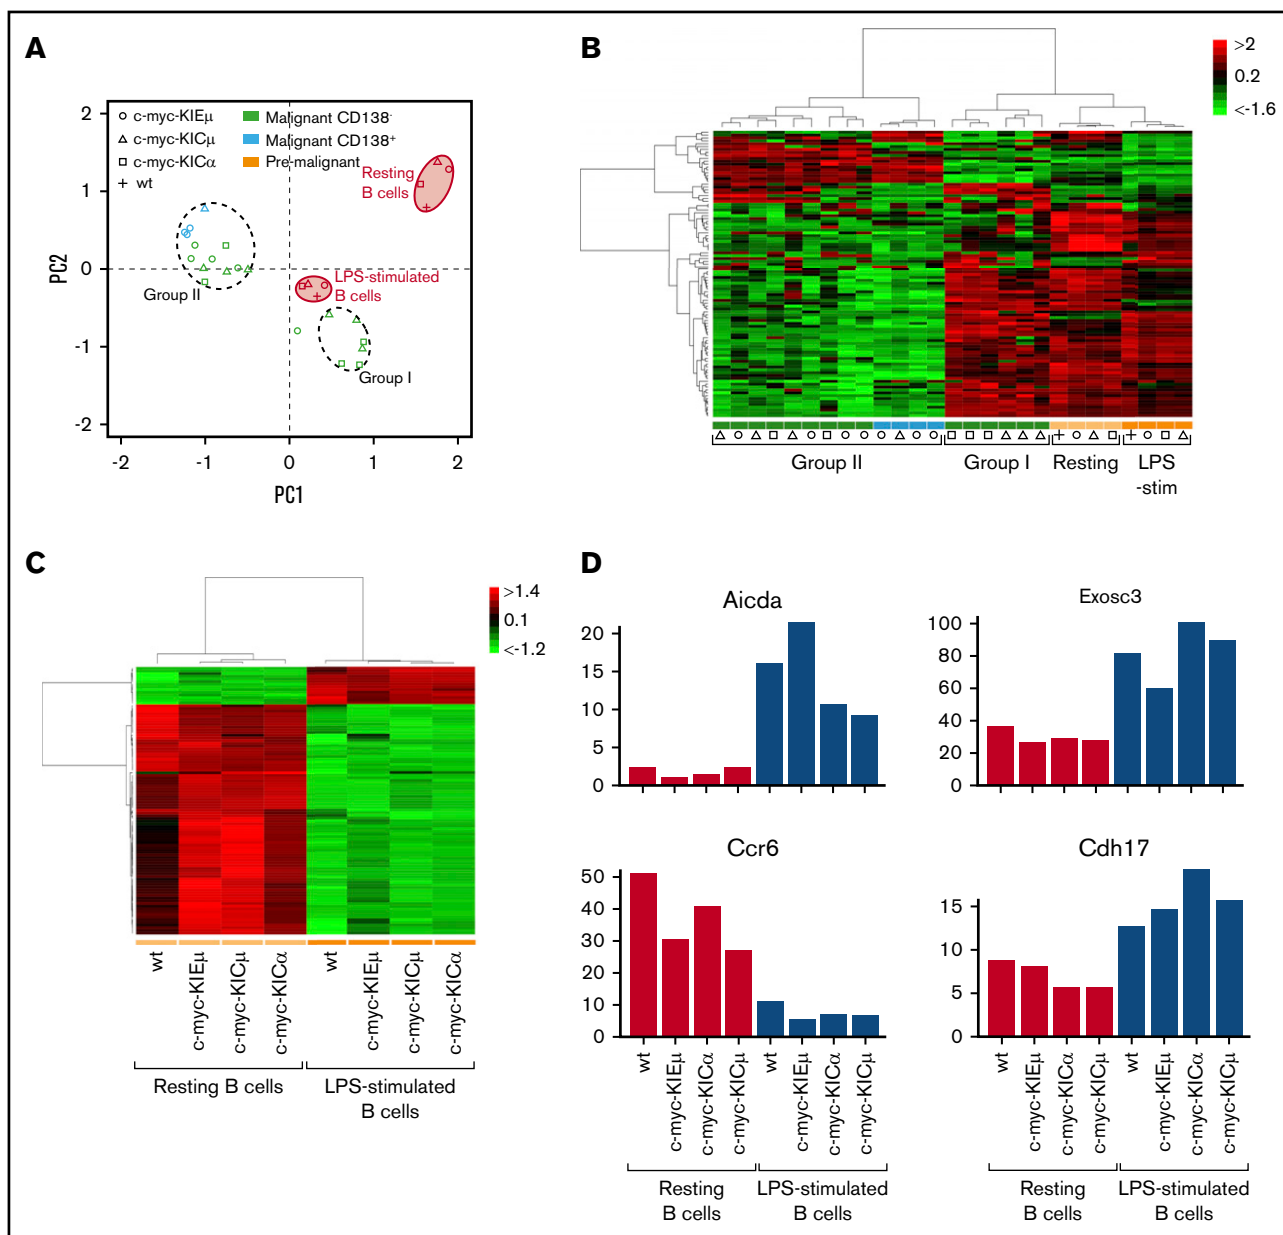 A
2
1
0
-1
-2
-2
-1
0
1
2
PC2
PC1
c-myc-KIEμ
c-myc-KICμ
c-myc-KICα
wt
Malignant CD138-
Malignant CD138+
Pre-malignant
Resting
B cells
LPS-stimulated
B cells
Group II
Group I
B
>2
0.2
<-1.6
Group II
Group I
Resting
LPS
-stim
C
>1.4
0.1
<-1.2
wt
c-myc-KIEμ
c-myc-KICμ
c-myc-KICα
wt
c-myc-KIEμ
c-myc-KICμ
c-myc-KICα
Resting B cells
LPS-stimulated
B cells
D
Aicda
20
15
10
5
0
Exosc3
100
80
60
40
20
0
Ccr6
50
40
30
20
10
0
wt
c-myc-KIEμ
c-myc-KICα
c-myc-KICμ
wt
c-myc-KIEμ
c-myc-KICα
c-myc-KICμ
Resting
B cells
LPS-stimulated
B cells
Cdh17
15
10
5
0
wt
c-myc-KIEμ
c-myc-KICα
c-myc-KICμ
wt
c-myc-KIEμ
c-myc-KICα
c-myc-KICμ
Resting
B cells
LPS-stimulated
B cells